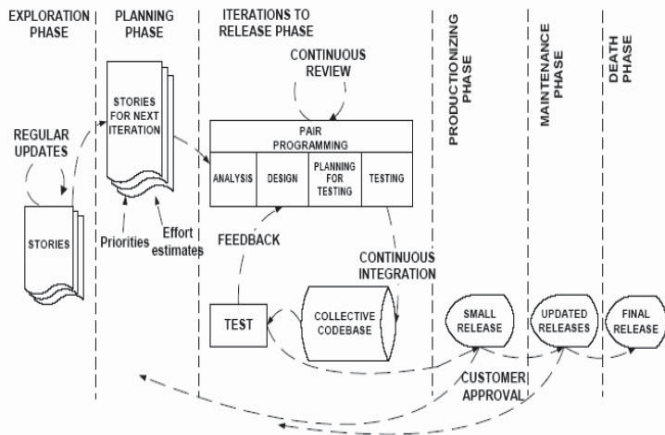 EXPLORATION
PHASE
PLANNING
PHASE
ITERATIONS TO
RELEASE PHASE
PRODUCTIONIZING
PHASE
MAINTENANCE
PHASE
DEATH
PHASE
CONTINUOUS
REVIEW
REGULAR
UPDATES
STORIES
FOR NEXT
ITERATION
PAIR
PROGRAMMING
ANALYSIS
DESIGN
PLANNING
FOR
TESTING
TESTING
STORIES
Priorities
Effort
estimates
FEEDBACK
CONTINUOUS
INTEGRATION
TEST
COLLECTIVE
CODEBASE
SMALL
RELEASE
UPDATED
RELEASES
FINAL
RELEASE
CUSTOMER
APPROVAL